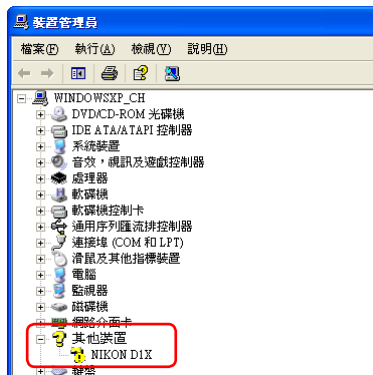 裝置管理員
檔案(F) 執行(A) 檢視(V) 說明(H)
WINDOWSXP_CH
DVD/CD-ROM 光碟機
IDE ATA/ATAPI 控制器
系統裝置
音效，視訊及遊戲控制器
處理器
軟碟機
軟碟機控制卡
通用序列匯流排控制器
連接埠 (COM 和 LPT)
滑鼠及其他指標裝置
電腦
監視器
磁碟機
網路介面卡
其他裝置
NIKON D1X
鍵盤